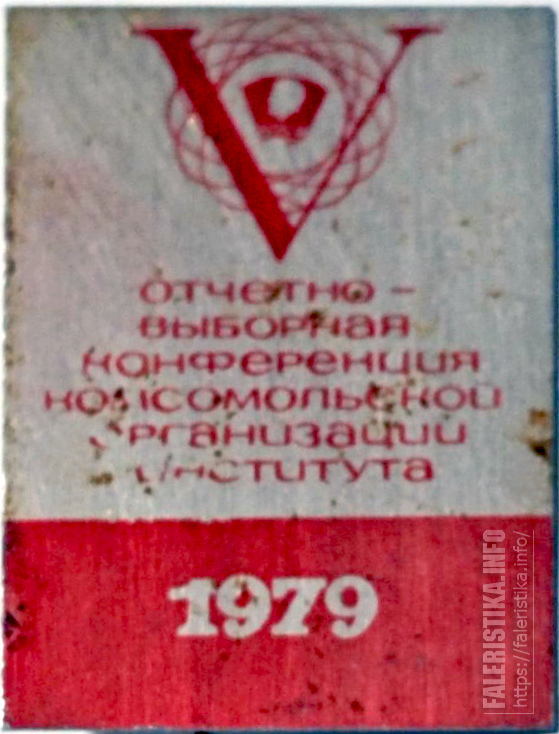 V
ОТЧЕТНО -
ВЫБОРНАЯ
КОНФЕРЕНЦИЯ
КОМСОМОЛЬСКОЙ
ОРГАНИЗАЦИИ
ИНСТИТУТА
1979
FALERISTIKA.INFO
https://faleristika.info/